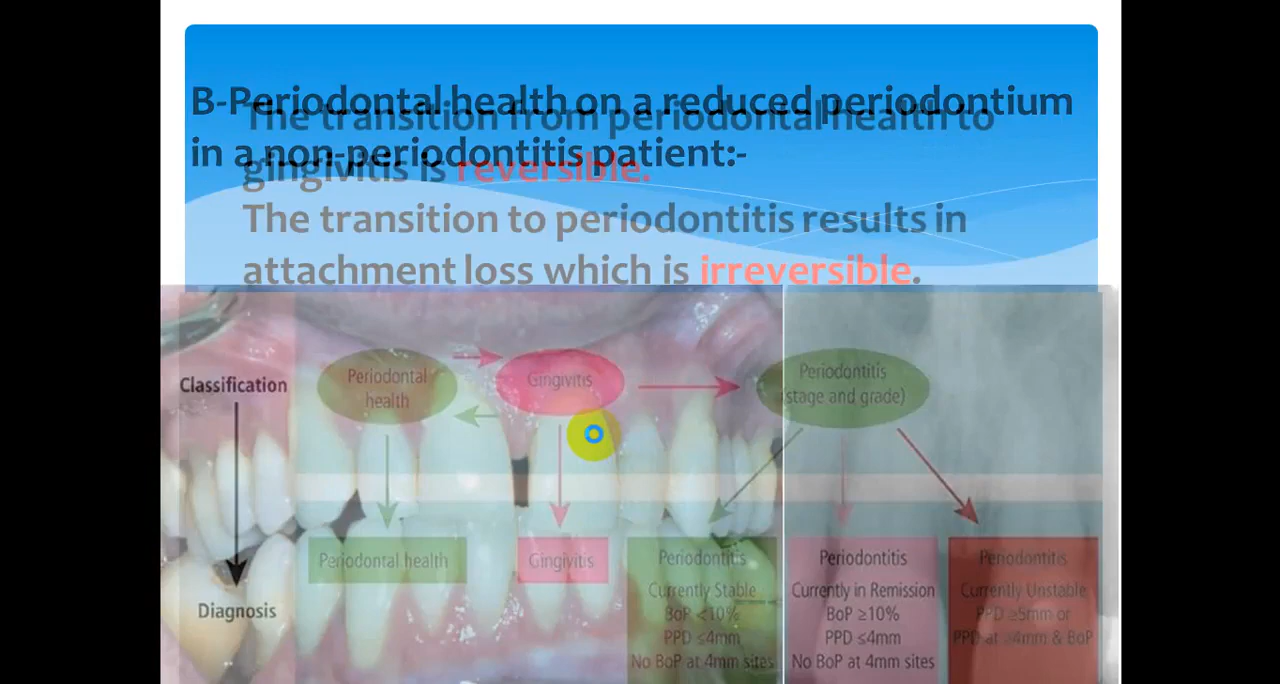 B-Periodontal health on a reduced periodontium
in a non-periodontitis patient:-
The transition from periodontal health to
gingivitis is reversible.
The transition to periodontitis results in
attachment loss which is irreversible.
Classification
Periodontal
health
Gingivitis
Periodontitis
(stage and grade)
Diagnosis
Periodontal health
Gingivitis
Periodontitis
Currently Stable
BoP <10%
PPD ≤4mm
No BoP at 4mm sites
Periodontitis
Currently in Remission
BoP ≥10%
PPD ≤4mm
No BoP at 4mm sites
Periodontitis
Currently Unstable
PPD ≥5mm or
PPD at ≥4mm & BoP